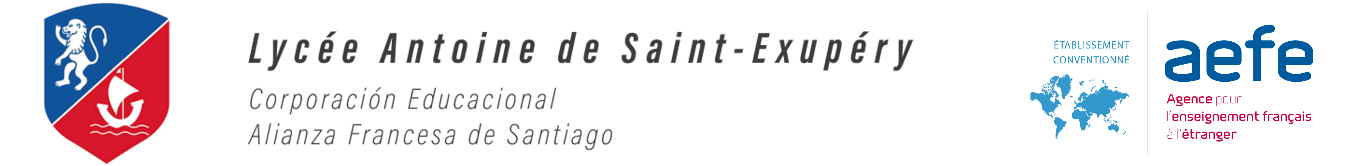 Lycée Antoine de Saint-Exupéry
Corporación Educacional
Alianza Francesa de Santiago
ÉTABLISSEMENT
CONVENTIONNÉ
aefe
Agence pour
l'enseignement français
à l'étranger